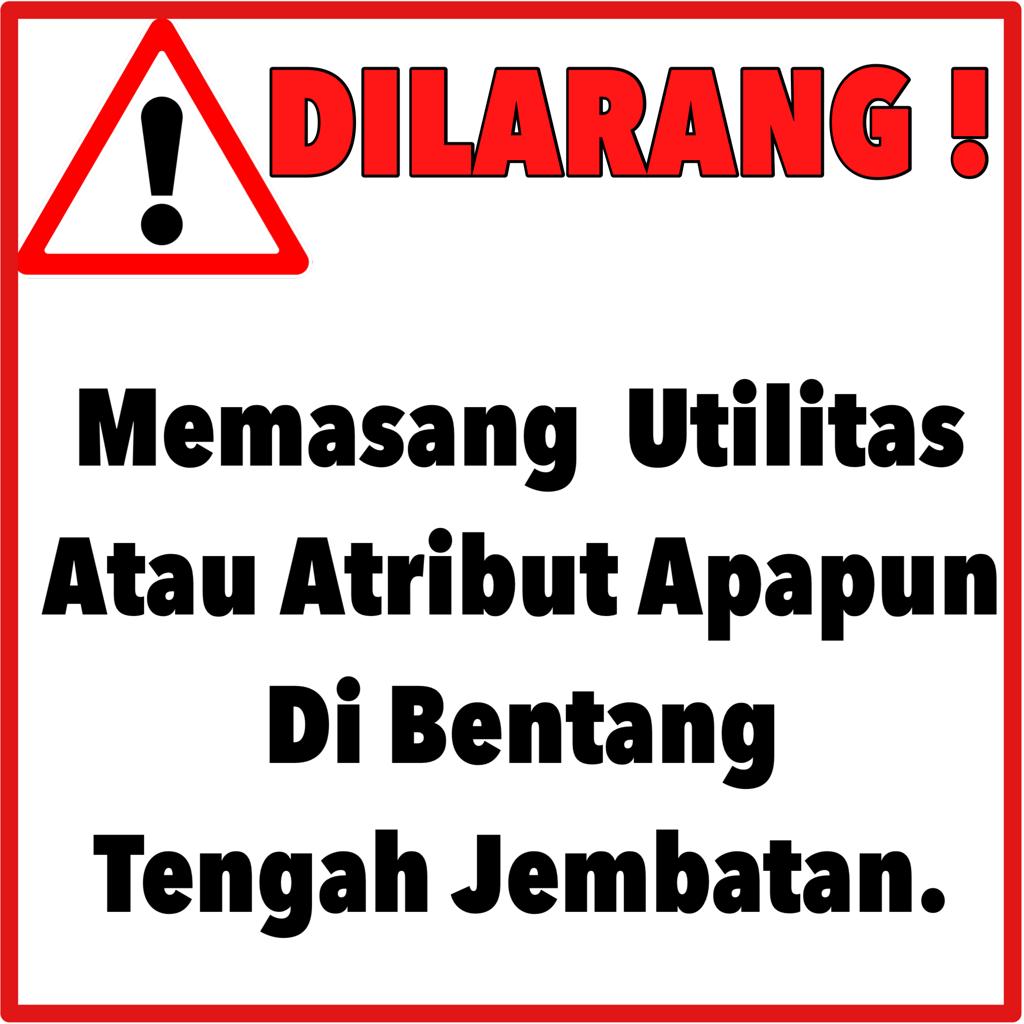 DILARANG !
Memasang Utilitas
Atau Atribut Apapun
Di Bentang
Tengah Jembatan.